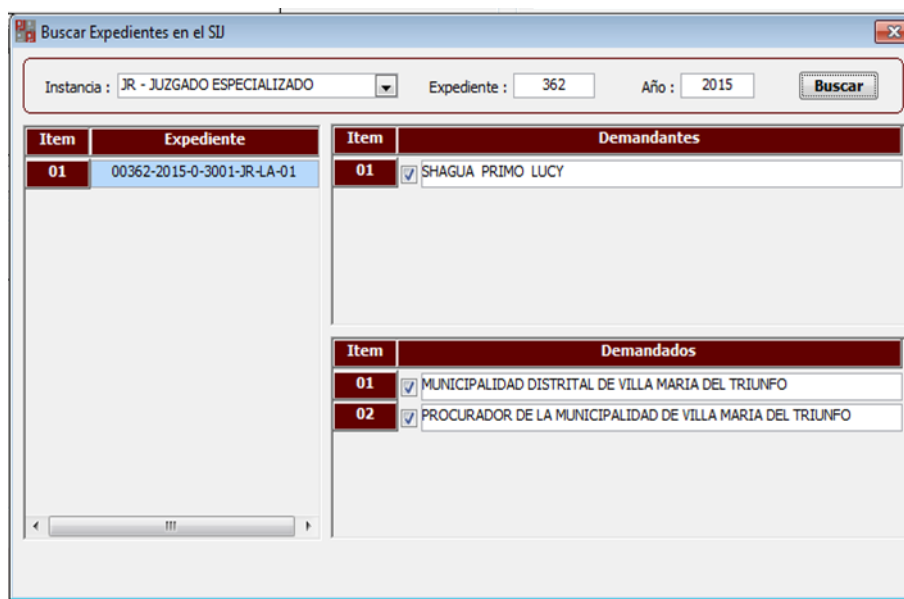 Buscar Expedientes en el SIJ
Instancia : JR - JUZGADO ESPECIALIZADO Expediente : 362 Año : 2015 Buscar
Item Expediente
01 00362-2015-0-3001-JR-LA-01
Item Demandantes
01 SHAGUA PRIMO LUCY
Item Demandados
01 MUNICIPALIDAD DISTRITAL DE VILLA MARIA DEL TRIUNFO
02 PROCURADOR DE LA MUNICIPALIDAD DE VILLA MARIA DEL TRIUNFO